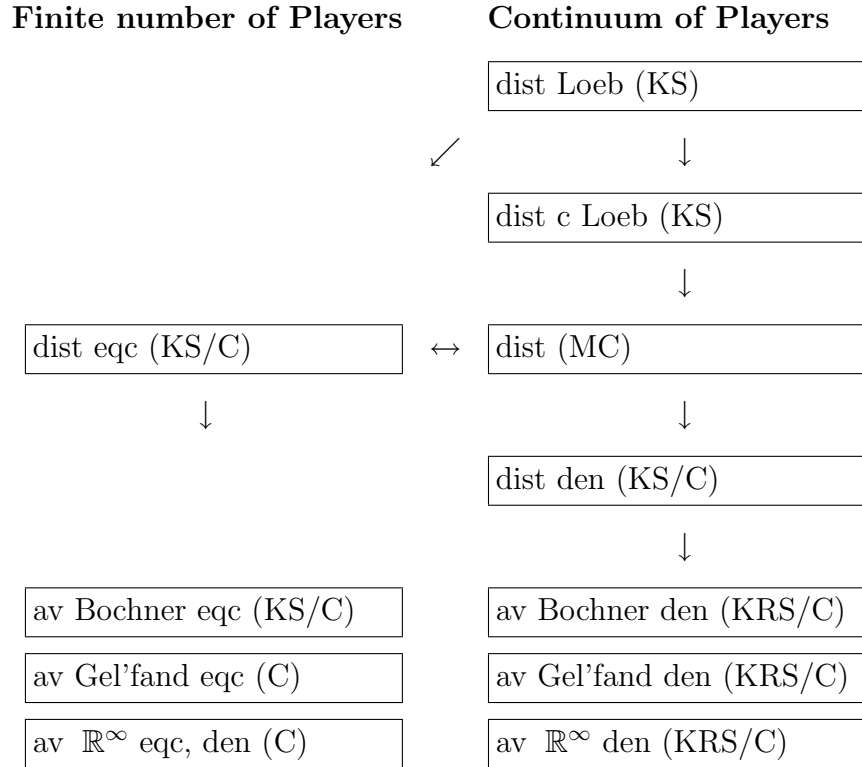 Finite number of Players Continuum of Players
dist Loeb (KS)
↙ ↓
dist c Loeb (KS)
↓
dist eqc (KS/C) ↔ dist (MC)
↓ ↓
dist den (KS/C)
↓
av Bochner eqc (KS/C) av Bochner den (KRS/C)
av Gel'fand eqc (C) av Gel'fand den (KRS/C)
av ℝ∞ eqc, den (C) av ℝ∞ den (KRS/C)